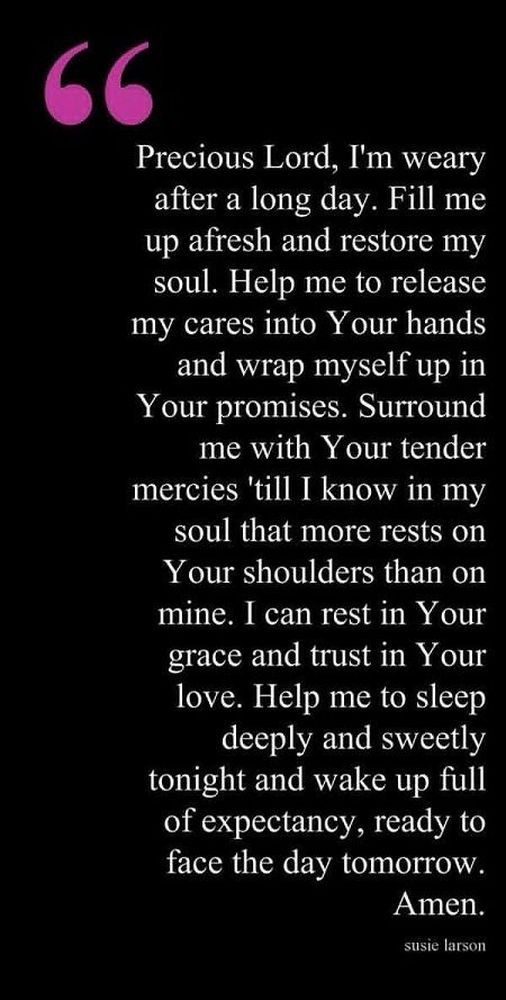 “
Precious Lord, I'm weary
after a long day. Fill me
up afresh and restore my
soul. Help me to release
my cares into Your hands
and wrap myself up in
Your promises. Surround
me with Your tender
mercies 'till I know in my
soul that more rests on
Your shoulders than on
mine. I can rest in Your
grace and trust in Your
love. Help me to sleep
deeply and sweetly
tonight and wake up full
of expectancy, ready to
face the day tomorrow.
Amen.
susie larson